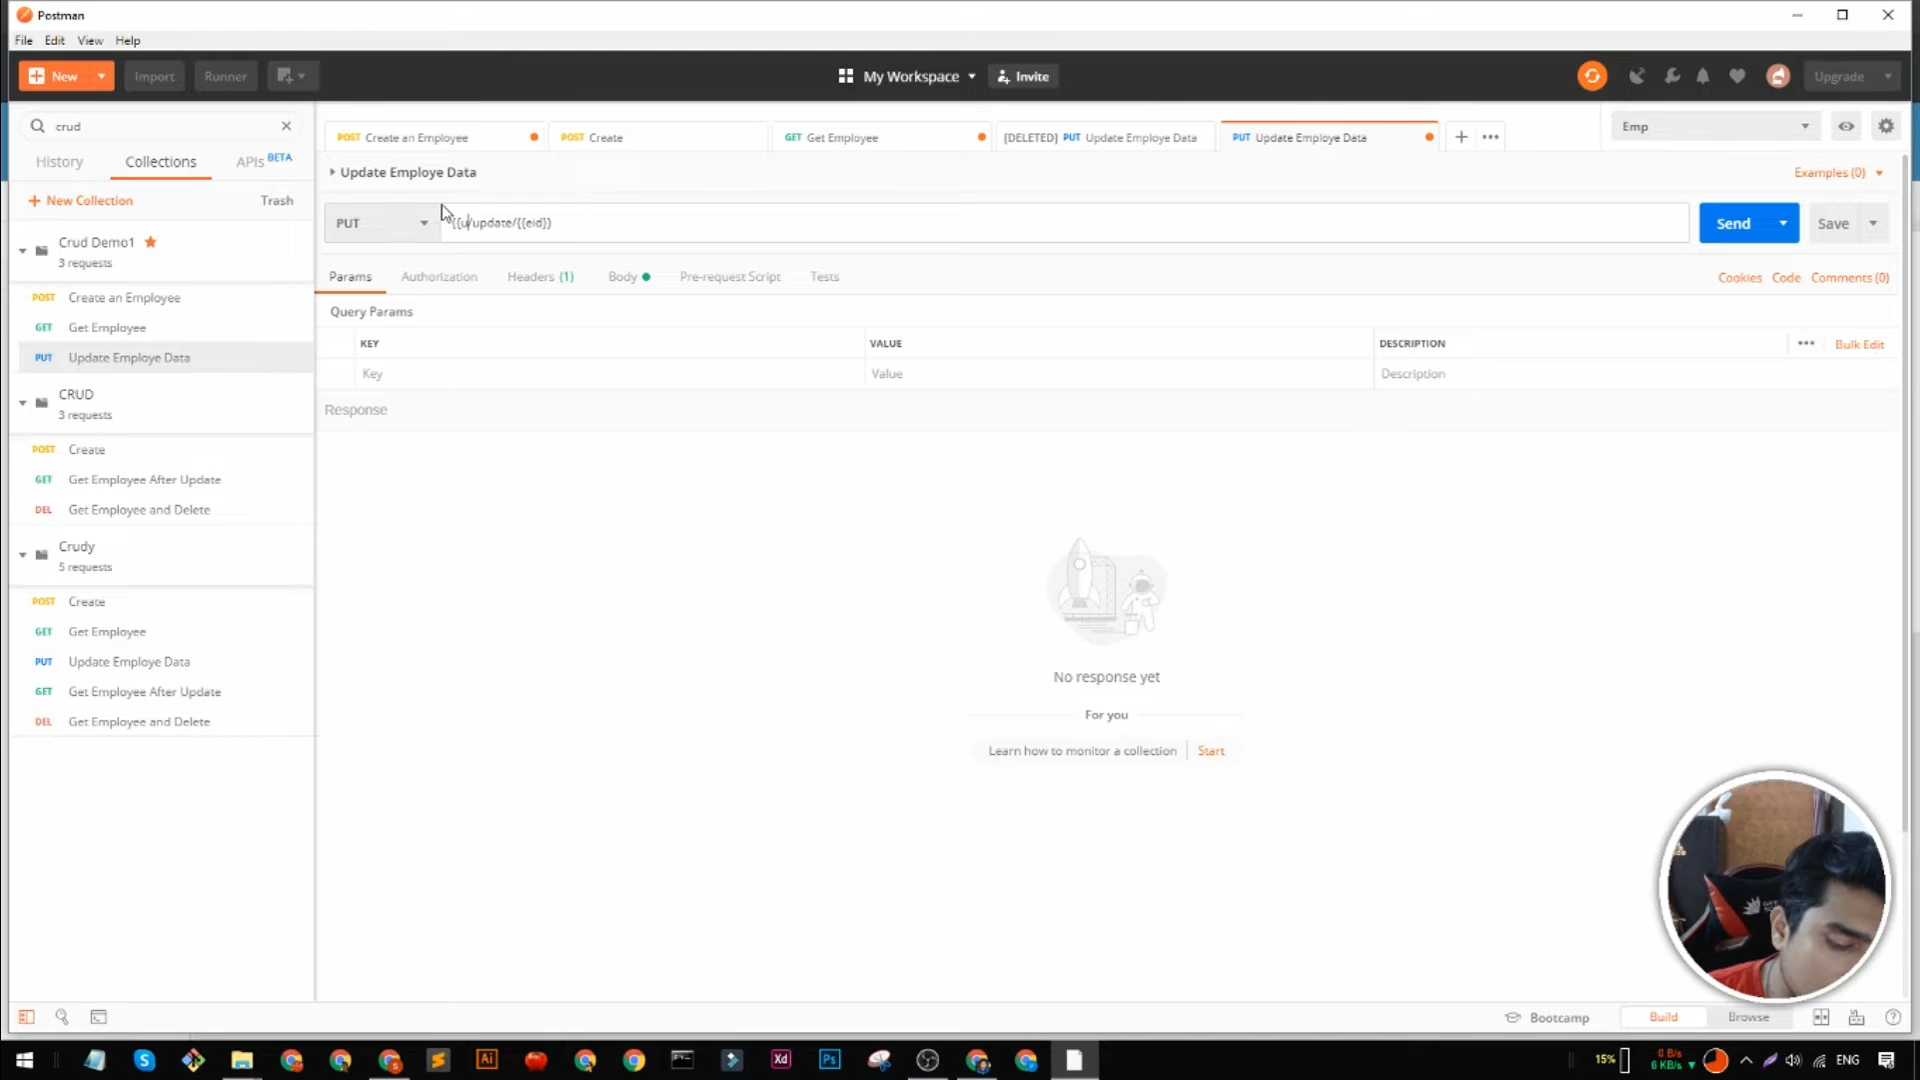 Postman
File Edit View Help
New Import Runner My Workspace Invite Upgrade
crud
History Collections APIs BETA
+ New Collection Trash
Crud Demo1
3 requests
POST Create an Employee
GET Get Employee
PUT Update Employe Data
CRUD
3 requests
POST Create
GET Get Employee After Update
DEL Get Employee and Delete
Crudy
5 requests
POST Create
GET Get Employee
PUT Update Employe Data
GET Get Employee After Update
DEL Get Employee and Delete
POST Create an Employee POST Create GET Get Employee [DELETED] PUT Update Employe Data PUT Update Employe Data + ••• Emp
Update Employe Data Examples (0)
PUT {{u/update/{{eid}} Send Save
Params Authorization Headers (1) Body Pre-request Script Tests Cookies Code Comments (0)
Query Params
KEY VALUE DESCRIPTION ••• Bulk Edit
Key Value Description
Response
No response yet
For you
Learn how to monitor a collection Start
Bootcamp Build Browse
Ai Xd Ps 15% 0 B/s 6 KB/s ENG